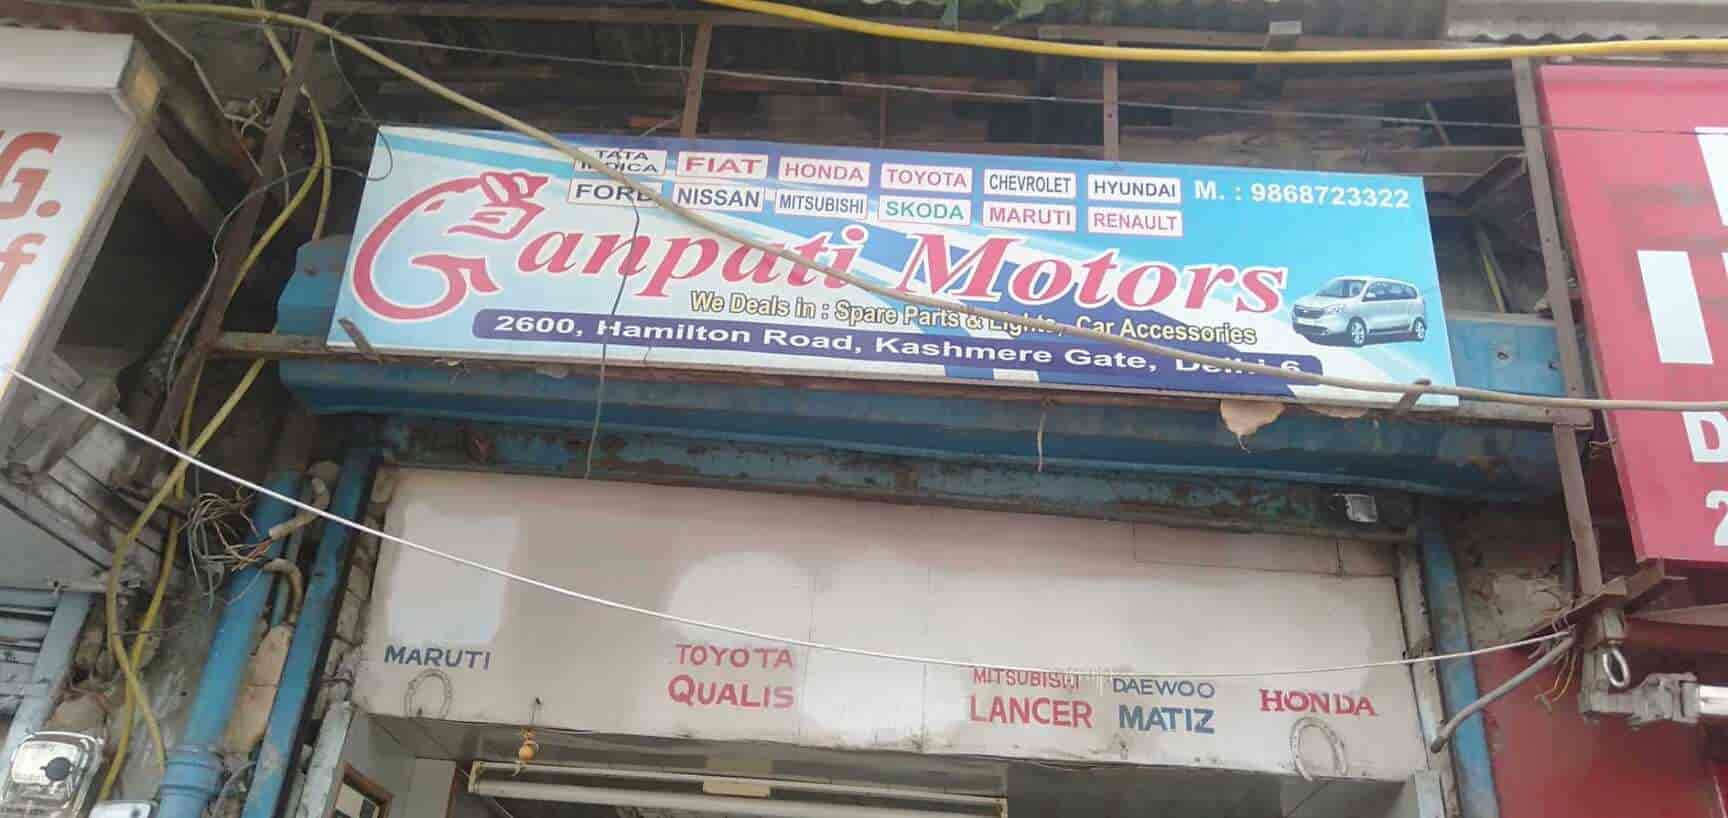 TATA INDICA
FIAT
HONDA
TOYOTA
CHEVROLET
HYUNDAI
M. : 9868723322
FORD
NISSAN
MITSUBISHI
SKODA
MARUTI
RENAULT
Ganpati Motors
We Deals in : Spare Parts & Lights, Car Accessories
2600, Hamilton Road, Kashmere Gate, Delhi-6
MARUTI
TOYOTA
QUALIS
MITSUBISHI
LANCER
DAEWOO
MATIZ
HONDA